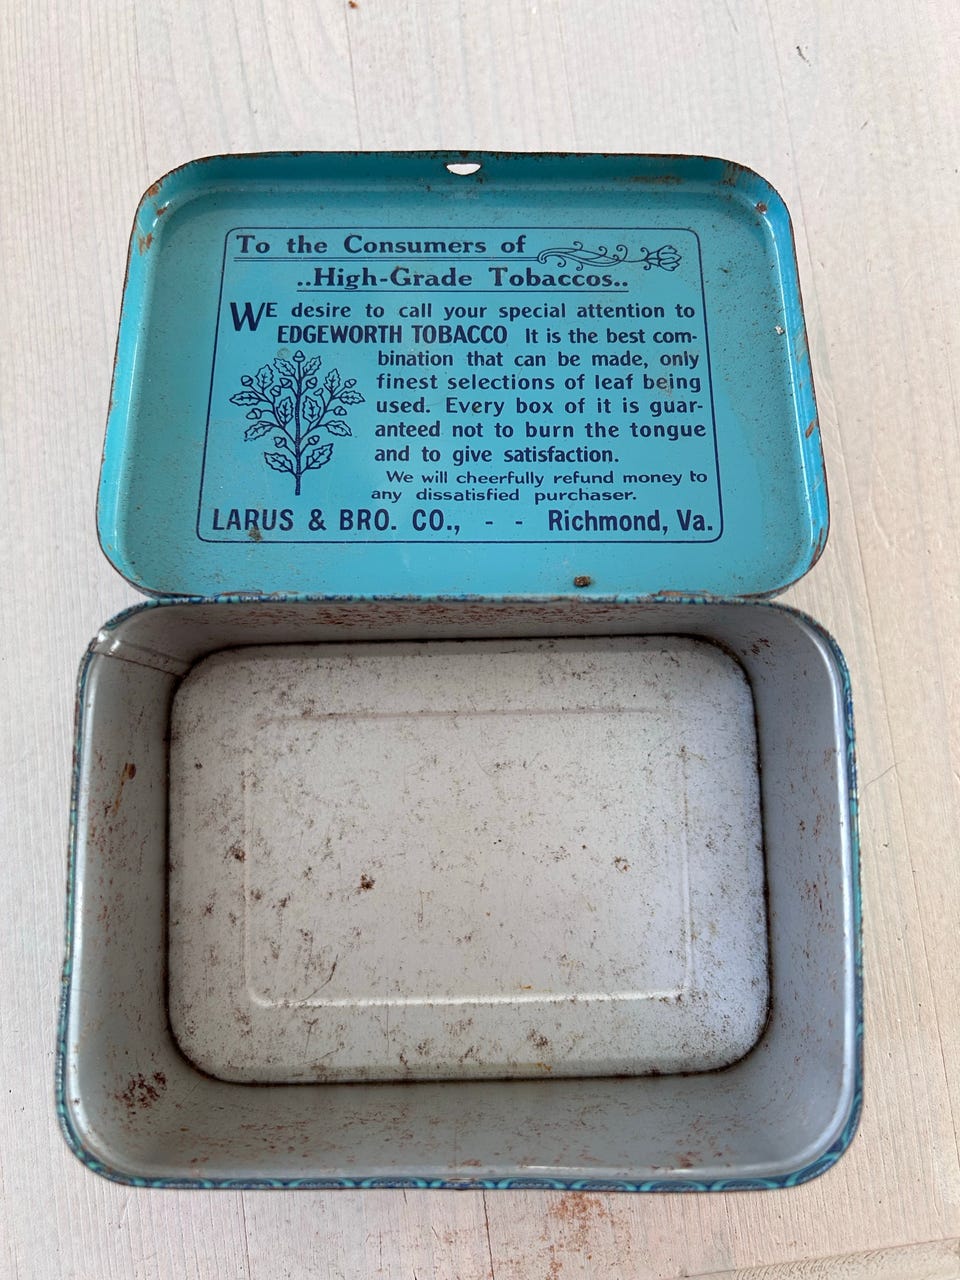 To the Consumers of
..High-Grade Tobaccos..
WE desire to call your special attention to
EDGEWORTH TOBACCO It is the best com-
bination that can be made, only
finest selections of leaf being
used. Every box of it is guar-
anteed not to burn the tongue
and to give satisfaction.
We will cheerfully refund money to
any dissatisfied purchaser.
LARUS & BRO. CO., - - Richmond, Va.